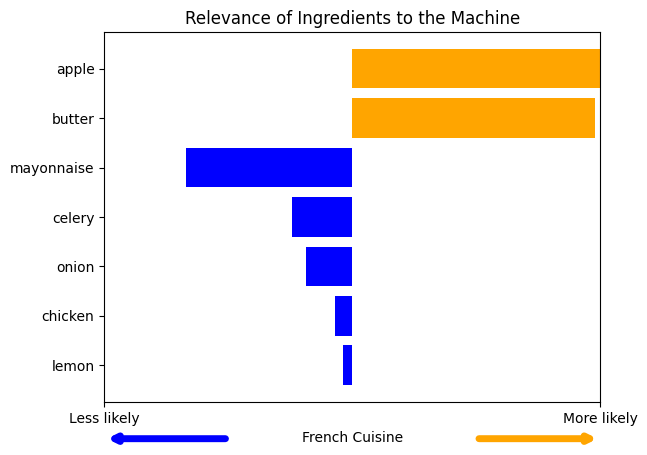 Relevance of Ingredients to the Machine
apple
butter
mayonnaise
celery
onion
chicken
lemon
Less likely
More likely
French Cuisine